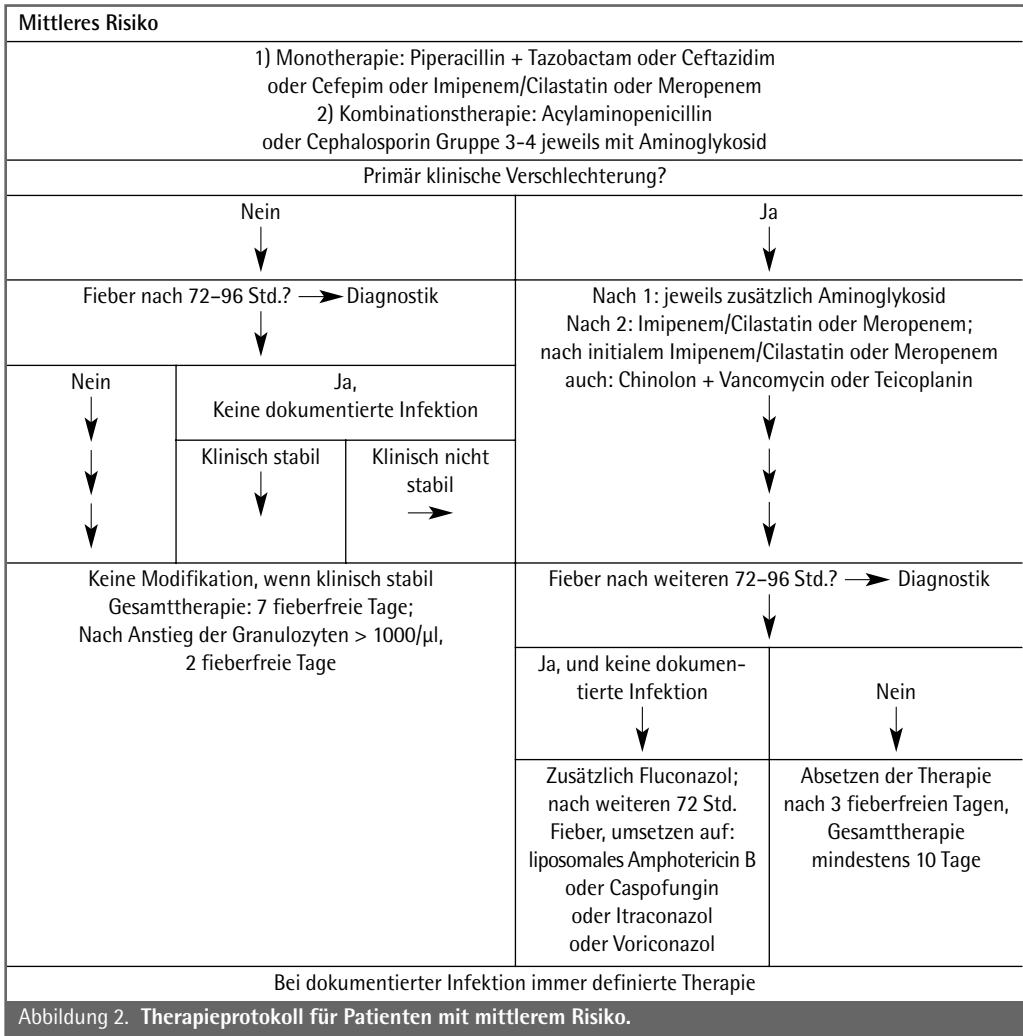 Mittleres Risiko
1) Monotherapie: Piperacillin + Tazobactam oder Ceftazidim
oder Cefepim oder Imipenem/Cilastatin oder Meropenem
2) Kombinationstherapie: Acylaminopenicillin
oder Cephalosporin Gruppe 3-4 jeweils mit Aminoglykosid
Primär klinische Verschlechterung?
Nein
Ja
Fieber nach 72–96 Std.?
Diagnostik
Nach 1: jeweils zusätzlich Aminoglykosid
Nach 2: Imipenem/Cilastatin oder Meropenem;
nach initialem Imipenem/Cilastatin oder Meropenem
auch: Chinolon + Vancomycin oder Teicoplanin
Nein
Ja,
Keine dokumentierte Infektion
Klinisch stabil
Klinisch nicht
stabil
Keine Modifikation, wenn klinisch stabil
Gesamttherapie: 7 fieberfreie Tage;
Nach Anstieg der Granulozyten > 1000/µl,
2 fieberfreie Tage
Fieber nach weiteren 72–96 Std.?
Diagnostik
Ja, und keine dokumen-
tierte Infektion
Nein
Zusätzlich Fluconazol;
nach weiteren 72 Std.
Fieber, umsetzen auf:
liposomales Amphotericin B
oder Caspofungin
oder Itraconazol
oder Voriconazol
Absetzen der Therapie
nach 3 fieberfreien Tagen,
Gesamttherapie
mindestens 10 Tage
Bei dokumentierter Infektion immer definierte Therapie
Abbildung 2. Therapieprotokoll für Patienten mit mittlerem Risiko.